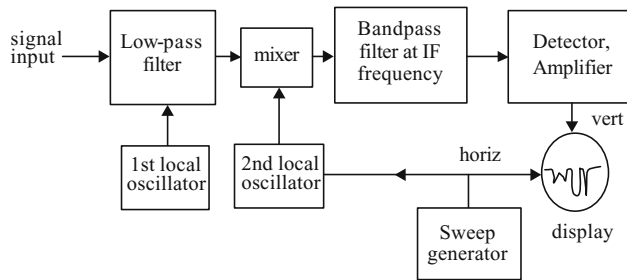 signal
input
Low-pass
filter
mixer
Bandpass
filter at IF
frequency
Detector,
Amplifier
vert
1st local
oscillator
2nd local
oscillator
horiz
Sweep
generator
display